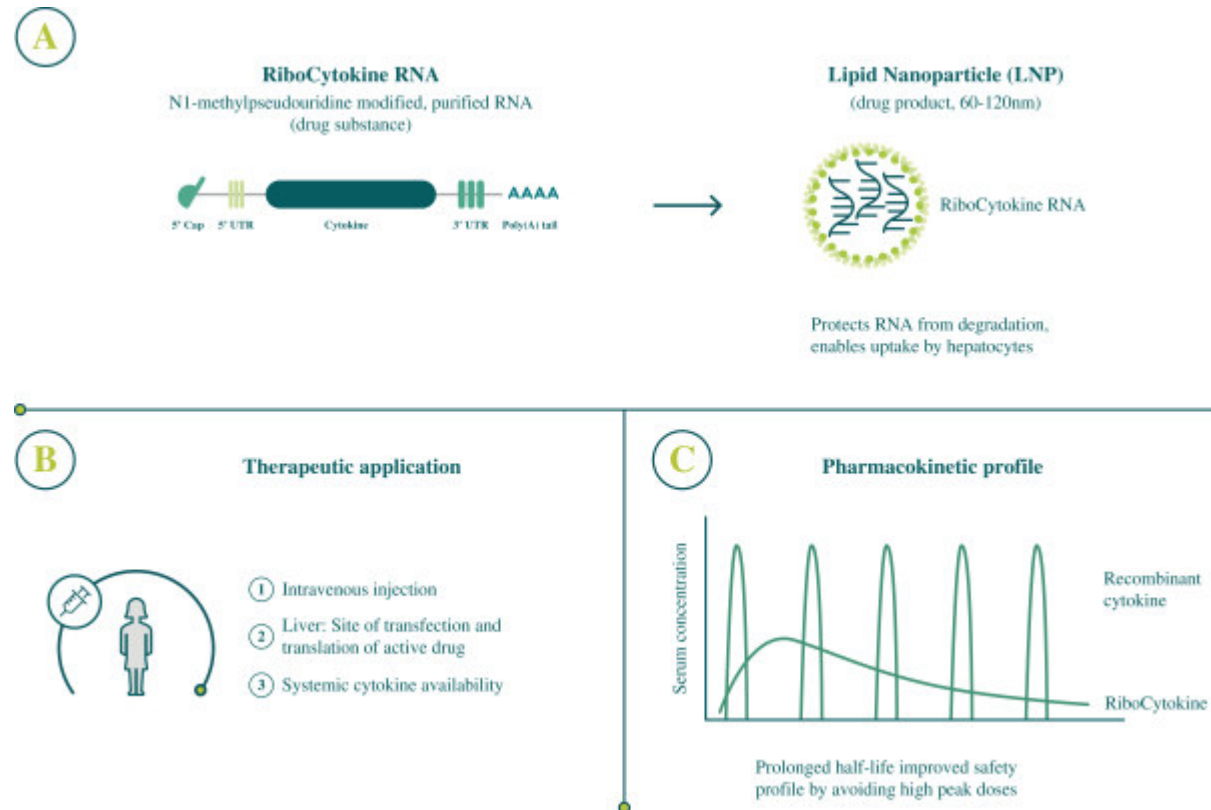 A
RiboCytokine RNA
N1-methylpseudouridine modified, purified RNA
(drug substance)
AAAA
5' Cap 5' UTR Cytokine 3' UTR Poly(A) tail
Lipid Nanoparticle (LNP)
(drug product, 60-120nm)
RiboCytokine RNA
Protects RNA from degradation,
enables uptake by hepatocytes
B
Therapeutic application
1 Intravenous injection
2 Liver: Site of transfection and
translation of active drug
3 Systemic cytokine availability
C
Pharmacokinetic profile
Serum concentration
Recombinant
cytokine
RiboCytokine
Prolonged half-life improved safety
profile by avoiding high peak doses